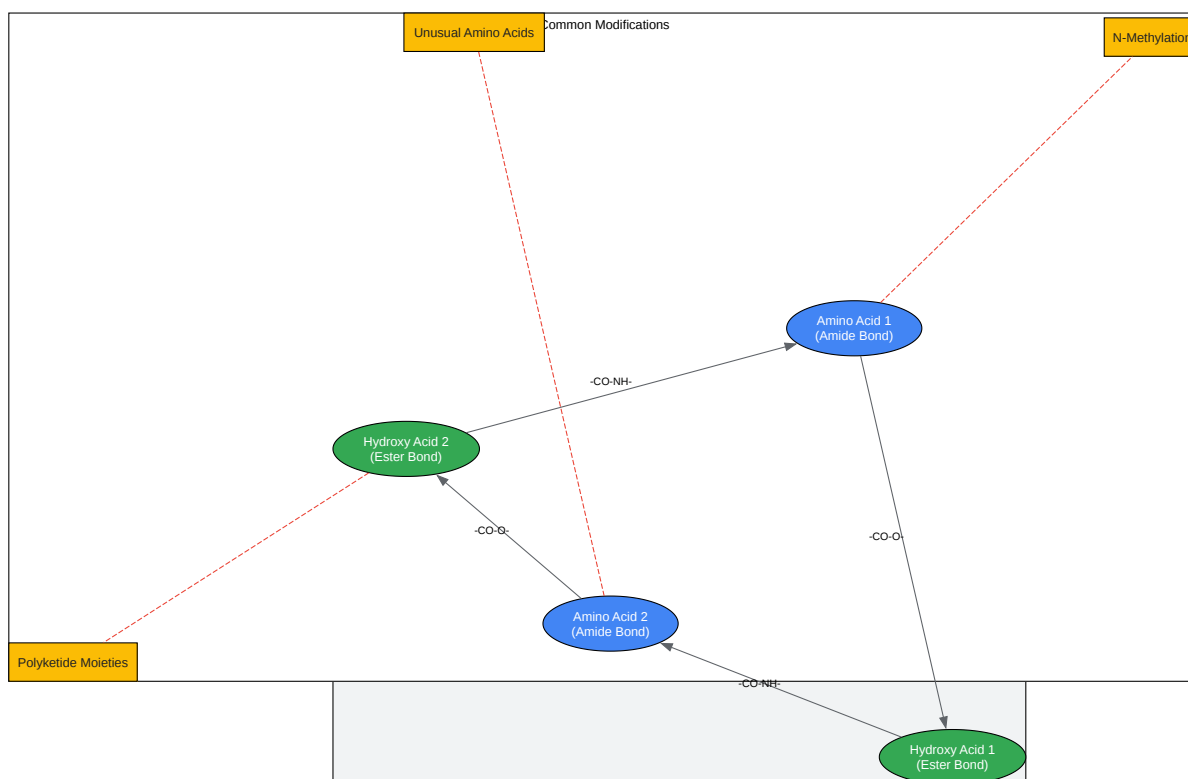 Unusual Amino Acids
Common Modifications
N-Methylation
Amino Acid 1
(Amide Bond)
-CO-NH-
Hydroxy Acid 2
(Ester Bond)
-CO-O-
-CO-O-
Amino Acid 2
(Amide Bond)
Polyketide Moieties
-CO-NH-
Hydroxy Acid 1
(Ester Bond)